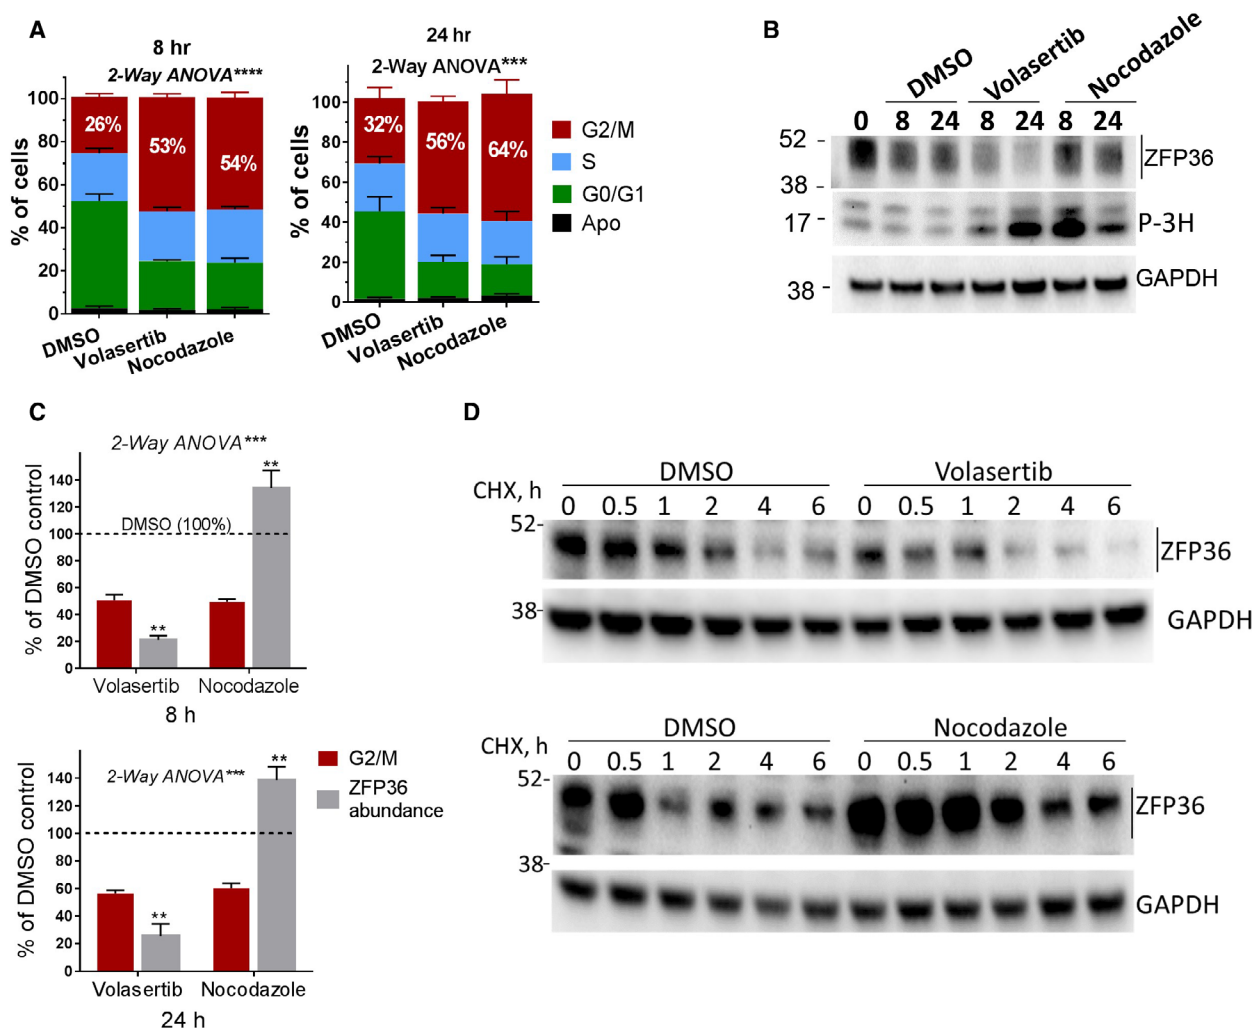 A
8 hr
2-Way ANOVA****
% of cells
100
80
60
40
20
0
26%
53%
54%
DMSO
Volasertib
Nocodazole
24 hr
2-Way ANOVA***
% of cells
100
80
60
40
20
0
32%
56%
64%
DMSO
Volasertib
Nocodazole
G2/M
S
G0/G1
Apo
B
DMSO Volasertib Nocodazole
0 8 24 8 24 8 24
52
38
17
38
ZFP36
P-3H
GAPDH
C
2-Way ANOVA***
% of DMSO control
140
120
100
80
60
40
20
0
DMSO (100%)
**
**
Volasertib Nocodazole
8 h
2-Way ANOVA***
% of DMSO control
140
120
100
80
60
40
20
0
**
**
Volasertib Nocodazole
24 h
G2/M
ZFP36
abundance
D
DMSO Volasertib
CHX, h
0 0.5 1 2 4 6 0 0.5 1 2 4 6
52
38
ZFP36
GAPDH
DMSO Nocodazole
CHX, h
0 0.5 1 2 4 6 0 0.5 1 2 4 6
52
38
ZFP36
GAPDH